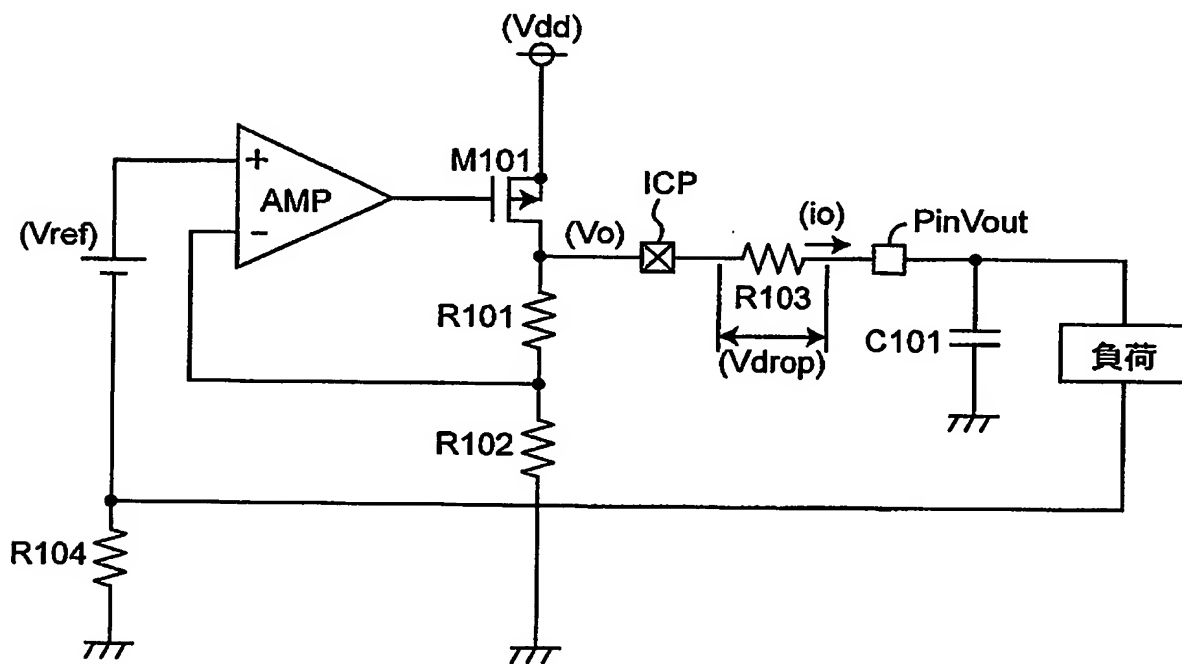 (Vdd)
M101
+
AMP
-
ICP
(io)
PinVout
(Vref)
(Vo)
R101
R103
(Vdrop)
C101
負荷
R102
R104